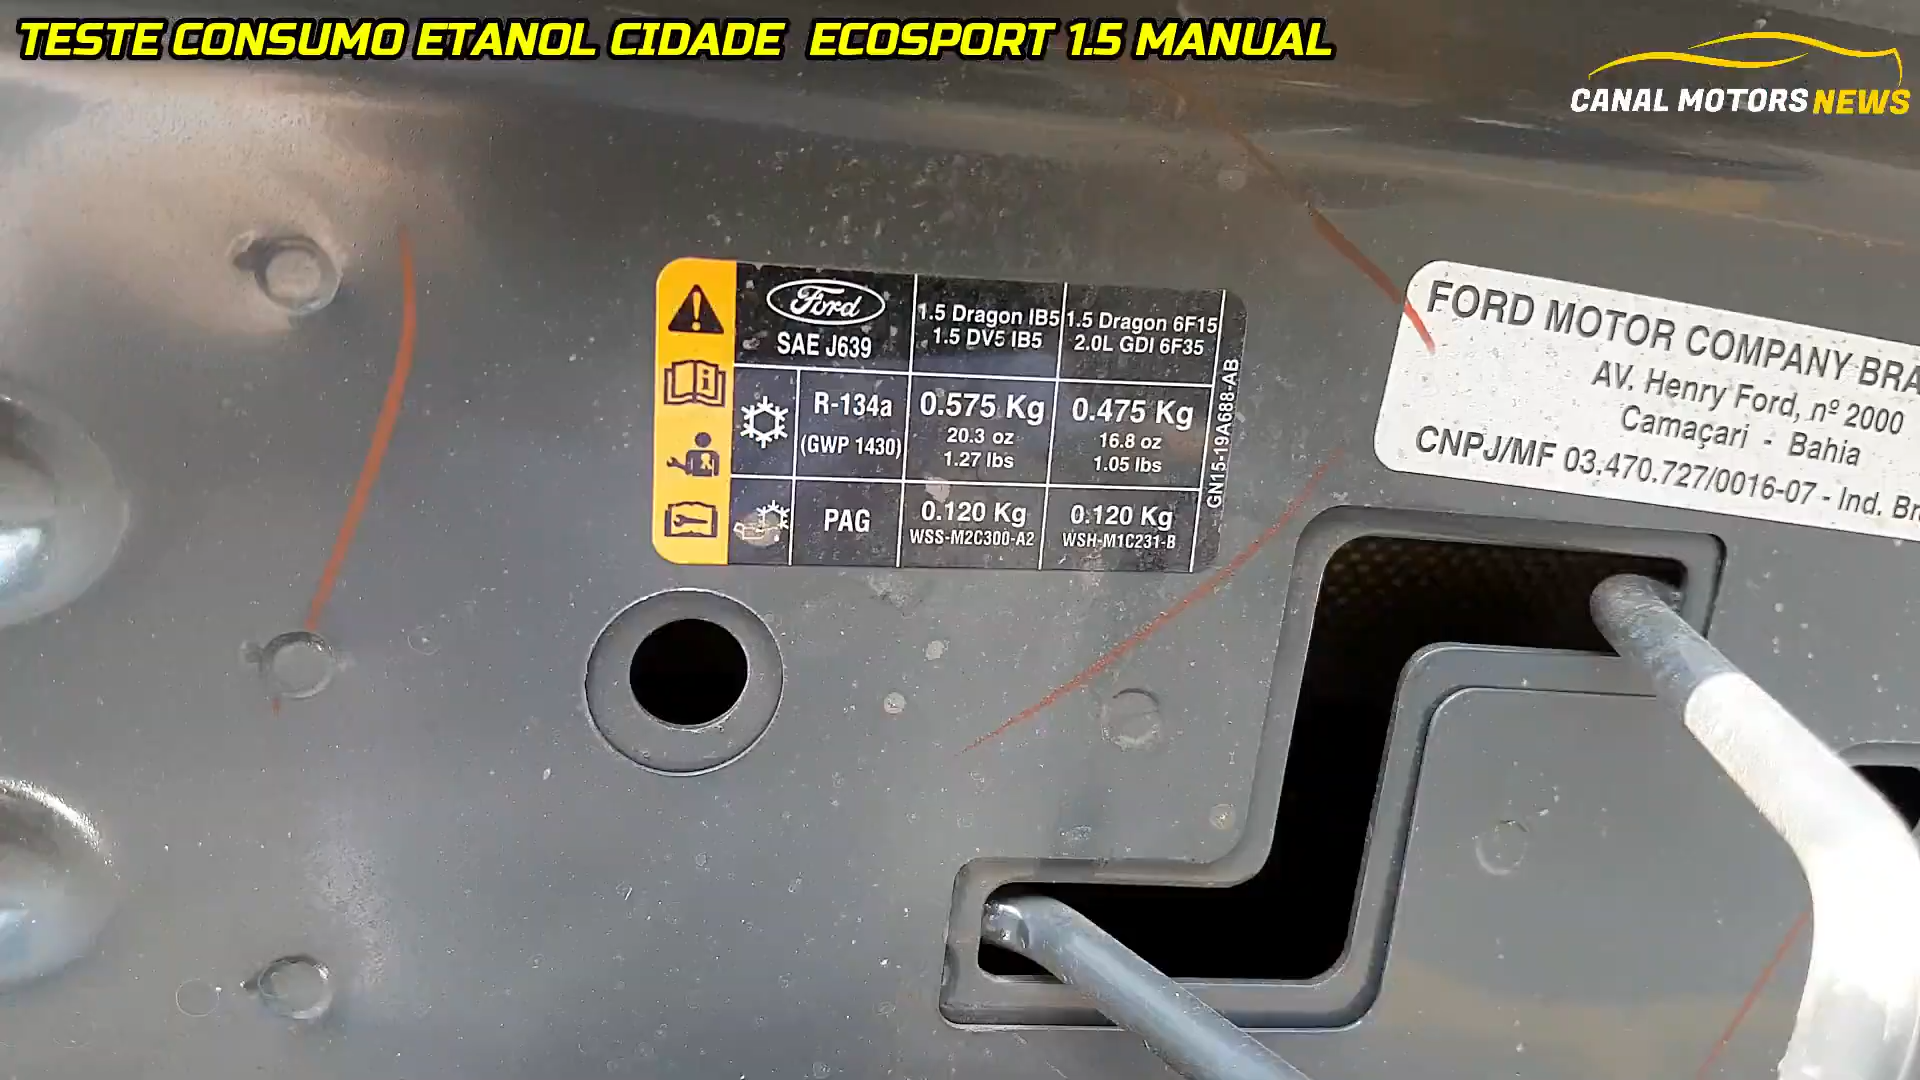 TESTE CONSUMO ETANOL CIDADE ECOSPORT 1.5 MANUAL
CANAL MOTORS NEWS
Ford
SAE J639
1.5 Dragon IB5
1.5 DV5 IB5
1.5 Dragon 6F15
2.0L GDI 6F35
R-134a
(GWP 1430)
0.575 Kg
20.3 oz
1.27 lbs
0.475 Kg
16.8 oz
1.05 lbs
PAG
0.120 Kg
WSS-M2C300-A2
0.120 Kg
WSH-M1C231-B
GN15-19A688-AB
FORD MOTOR COMPANY BRA
AV. Henry Ford, nº 2000
Camaçari - Bahia
CNPJ/MF 03.470.727/0016-07 - Ind. Br